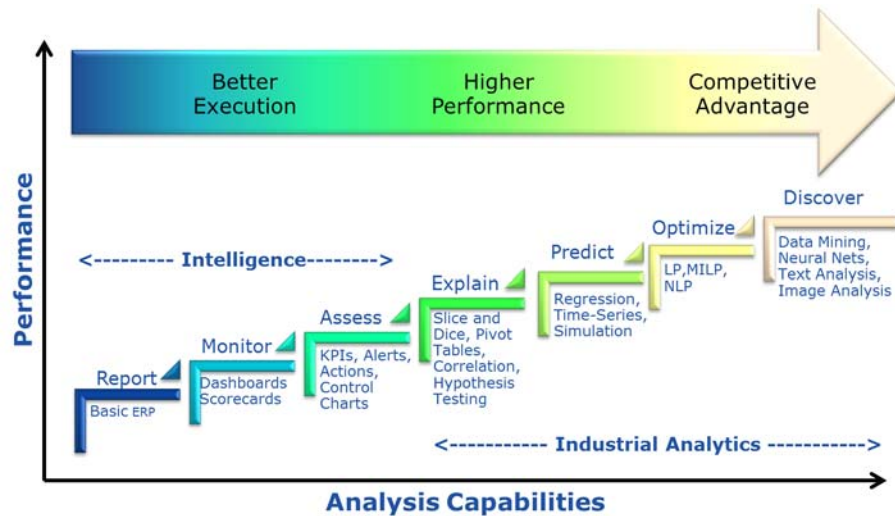 Better
Execution
Higher
Performance
Competitive
Advantage
Performance
<---------- Intelligence-------->
Report
Basic ERP
Monitor
Dashboards
Scorecards
Assess
KPIs, Alerts,
Actions,
Control
Charts
Explain
Slice and
Dice, Pivot
Tables,
Correlation,
Hypothesis
Testing
Predict
Regression,
Time-Series,
Simulation
Optimize
LP,MILP,
NLP
Discover
Data Mining,
Neural Nets,
Text Analysis,
Image Analysis
<---------- Industrial Analytics ---------->
Analysis Capabilities